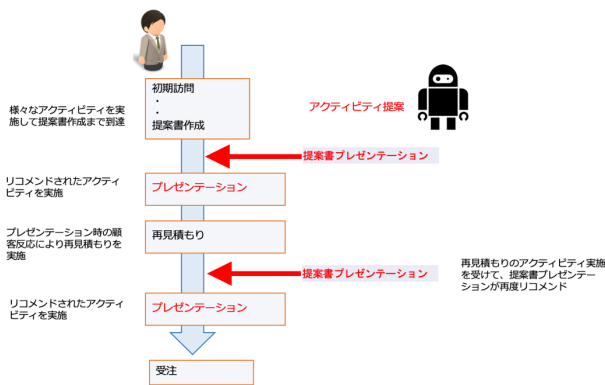 初期訪問
・
・
提案書作成
様々なアクティビティを実
施して提案書作成まで到達
アクティビティ提案
提案書プレゼンテーション
リコメンドされたアクティ
ビティを実施
プレゼンテーション
プレゼンテーション時の顧
客反応により再見積もりを
実施
再見積もり
提案書プレゼンテーション
再見積もりのアクティビティ実施
を受けて、提案書プレゼンテー
ションが再度リコメンド
リコメンドされたアクティ
ビティを実施
プレゼンテーション
受注